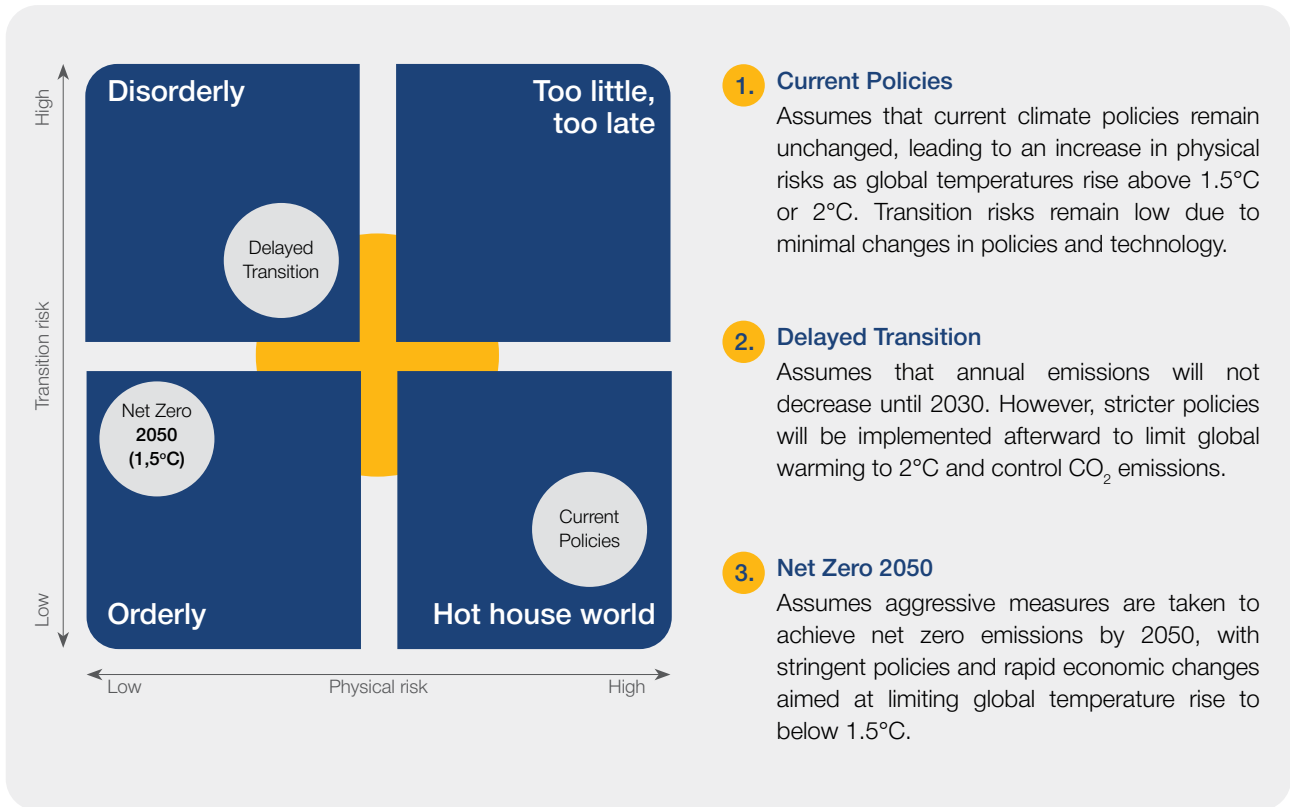 High
Transition risk
Low
Disorderly
Too little,
too late
Delayed
Transition
Net Zero
2050
(1,5°C)
Current
Policies
Orderly
Hot house world
Low
Physical risk
High
1.
Current Policies
Assumes that current climate policies remain
unchanged, leading to an increase in physical
risks as global temperatures rise above 1.5°C
or 2°C. Transition risks remain low due to
minimal changes in policies and technology.
2.
Delayed Transition
Assumes that annual emissions will not
decrease until 2030. However, stricter policies
will be implemented afterward to limit global
warming to 2°C and control CO₂ emissions.
3.
Net Zero 2050
Assumes aggressive measures are taken to
achieve net zero emissions by 2050, with
stringent policies and rapid economic changes
aimed at limiting global temperature rise to
below 1.5°C.